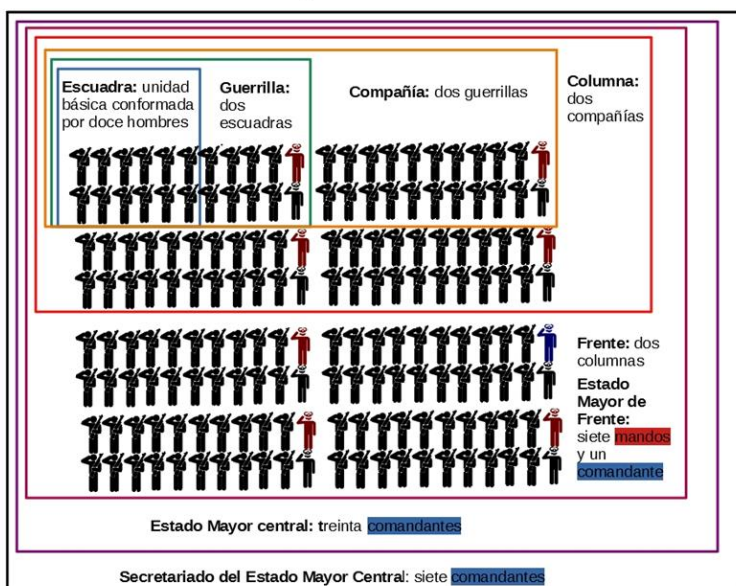 Escuadra: unidad
básica conformada
por doce hombres
Guerrilla:
dos
escuadras
Compañía: dos guerrillas
Columna:
dos
compañías
Frente: dos
columnas
Estado
Mayor de
Frente:
siete mandos
y un
comandante
Estado Mayor central: treinta comandantes
Secretariado del Estado Mayor Central: siete comandantes